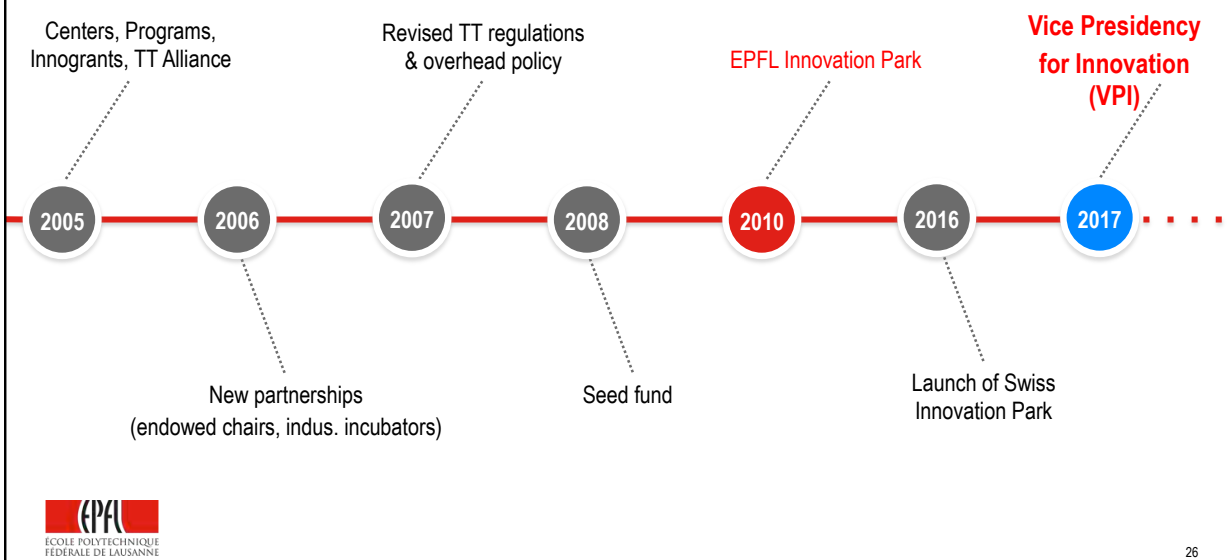 Centers, Programs,
Innogrants, TT Alliance
Revised TT regulations
& overhead policy
EPFL Innovation Park
Vice Presidency
for Innovation
(VPI)
2005
2006
2007
2008
2010
2016
2017
New partnerships
(endowed chairs, indus. incubators)
Seed fund
Launch of Swiss
Innovation Park
EPFL
ÉCOLE POLYTECHNIQUE
FÉDÉRALE DE LAUSANNE
26